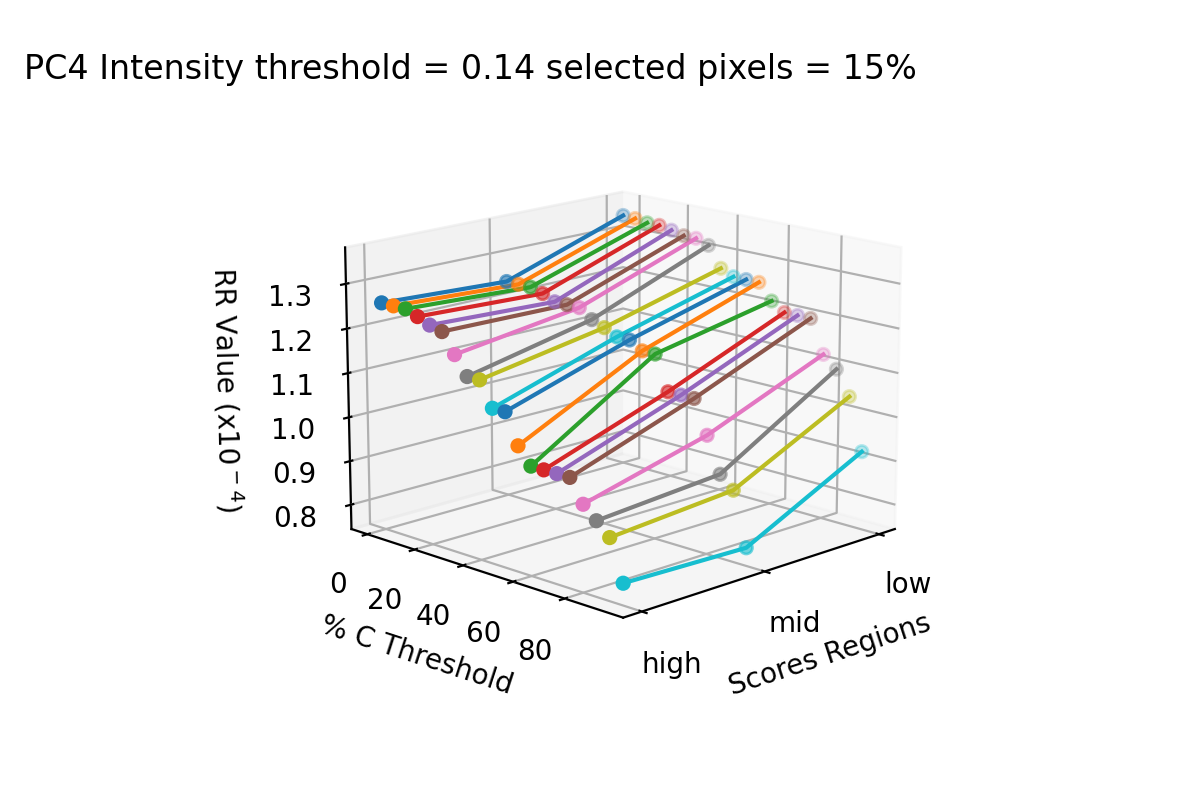 PC4 Intensity threshold = 0.14 selected pixels = 15%
RR Value (x10⁻⁴)
1.3
1.2
1.1
1.0
0.9
0.8
0
20
40
60
80
% C Threshold
high
mid
low
Scores Regions